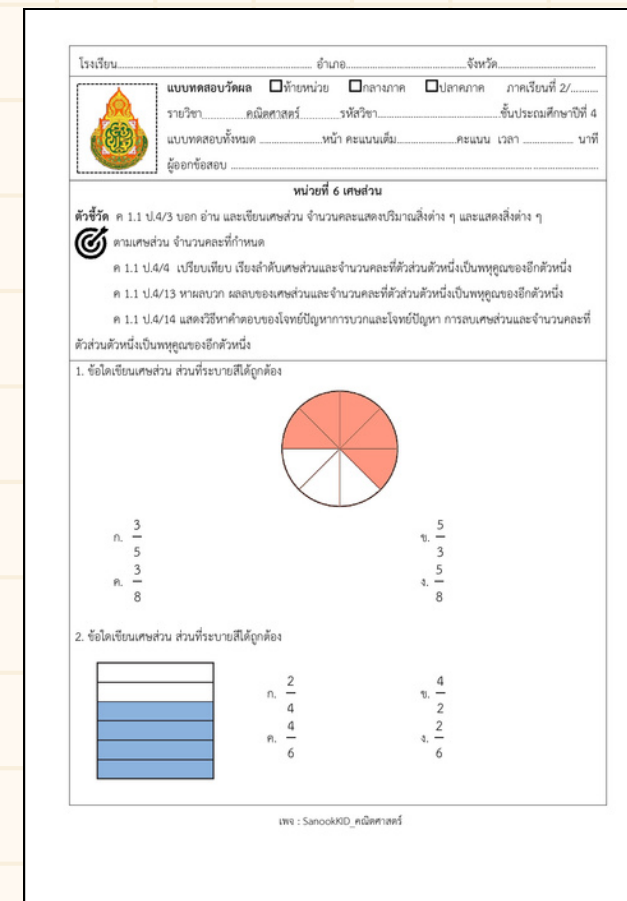 โรงเรียน.................... อำเภอ....................จังหวัด....................
แบบทดสอบวัดผล ☐ท้ายหน่วย ☐กลางภาค ☐ปลายภาค ภาคเรียนที่ 2/..........
รายวิชา..........คณิตศาสตร์..........รหัสวิชา....................ชั้นประถมศึกษาปีที่ 4
แบบทดสอบทั้งหมด ....................หน้า คะแนนเต็ม....................คะแนน เวลา .................... นาที
ผู้ออกข้อสอบ ....................
หน่วยที่ 6 เศษส่วน
ตัวชี้วัด ค 1.1 ป.4/3 บอก อ่าน และเขียนเศษส่วน จำนวนคละแสดงปริมาณสิ่งต่าง ๆ และแสดงสิ่งต่าง ๆ
ตามเศษส่วน จำนวนคละที่กำหนด
ค 1.1 ป.4/4 เปรียบเทียบ เรียงลำดับเศษส่วนและจำนวนคละที่ตัวส่วนตัวหนึ่งเป็นพหุคูณของอีกตัวหนึ่ง
ค 1.1 ป.4/13 หาผลบวก ผลลบของเศษส่วนและจำนวนคละที่ตัวส่วนตัวหนึ่งเป็นพหุคูณของอีกตัวหนึ่ง
ค 1.1 ป.4/14 แสดงวิธีหาคำตอบของโจทย์ปัญหาการบวกและโจทย์ปัญหา การลบเศษส่วนและจำนวนคละที่
ตัวส่วนตัวหนึ่งเป็นพหุคูณของอีกตัวหนึ่ง
1. ข้อใดเขียนเศษส่วน ส่วนที่ระบายสีได้ถูกต้อง
ก. 3/5 ข. 5/3
ค. 3/8 ง. 5/8
2. ข้อใดเขียนเศษส่วน ส่วนที่ระบายสีได้ถูกต้อง
ก. 2/4 ข. 4/2
ค. 4/6 ง. 2/6
เพจ : SanookKID_คณิตศาสตร์